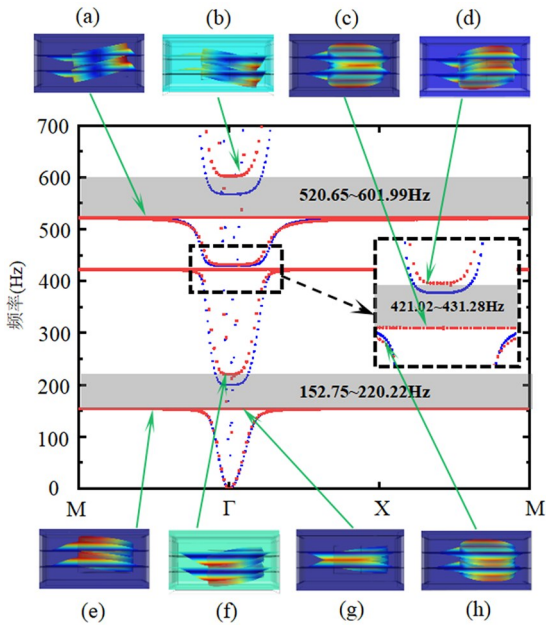 (a) (b) (c) (d)
700
600
520.65~601.99Hz
500
400
421.02~431.28Hz
频率(Hz)
300
200
152.75~220.22Hz
100
0
M Γ X M
(e) (f) (g) (h)